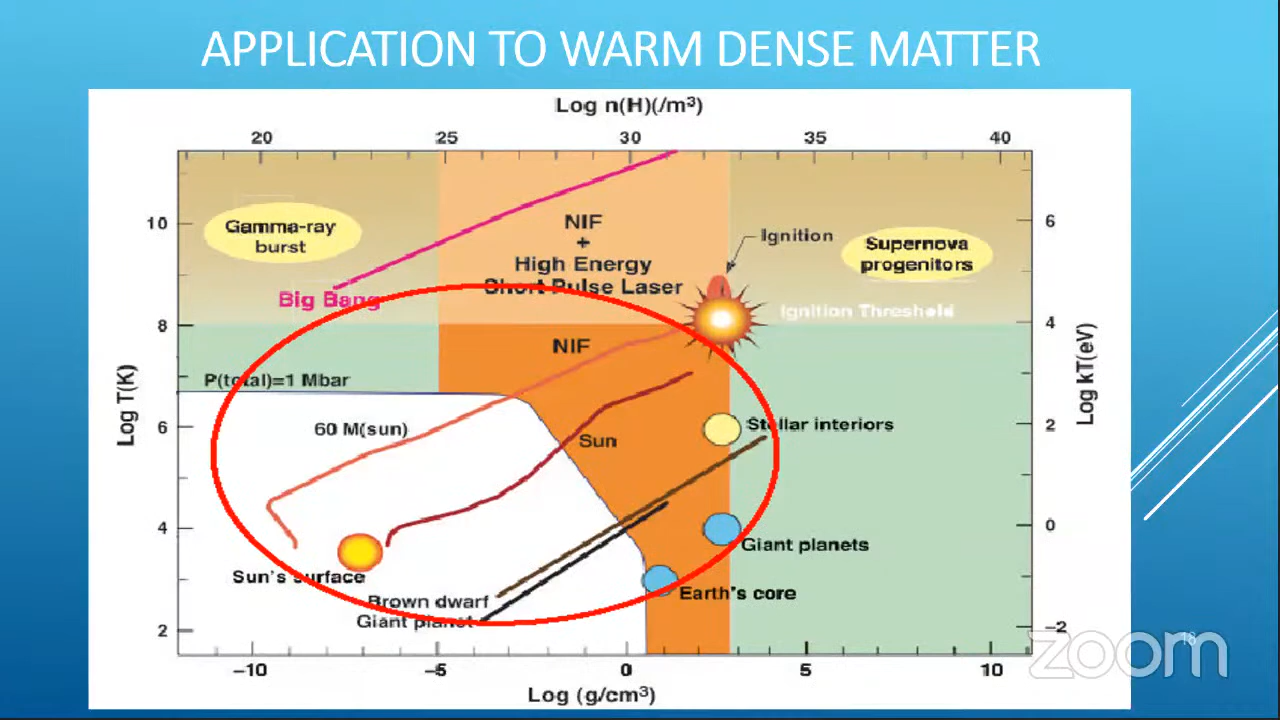 APPLICATION TO WARM DENSE MATTER
Log n(H)(/m³)
20 25 30 35 40
10
8
6
4
2
Log T(K)
6
4
2
0
−2
Log kT(eV)
Gamma-ray
burst
NIF
+
High Energy
Short Pulse Laser
Ignition
Supernova
progenitors
Big Bang
Ignition Threshold
NIF
P(total)=1 Mbar
60 M(sun)
Sun
Stellar interiors
Giant planets
Sun's surface
Earth's core
Brown dwarf
Giant planet
−10 −5 0 5 10
Log (g/cm³)
18
zoom